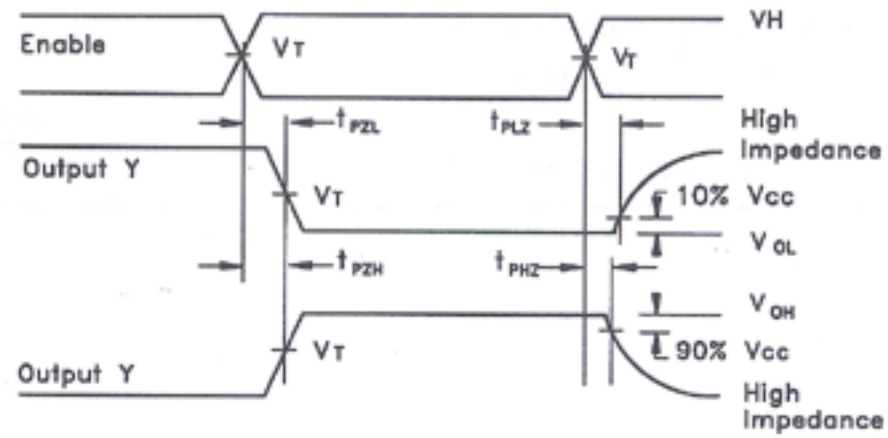 VH
Enable
VT
VT
tPZL
tPLZ
High
Impedance
Output Y
VT
10% Vcc
VOL
tPZH
tPHZ
VOH
VT
90% Vcc
Output Y
High
Impedance